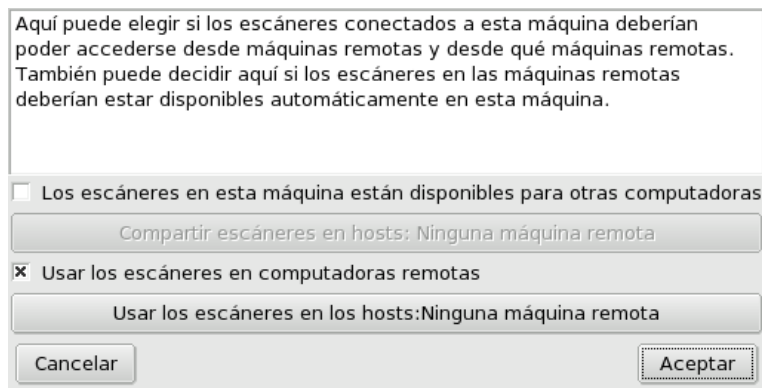 Aquí puede elegir si los escáneres conectados a esta máquina deberían
poder accederse desde máquinas remotas y desde qué máquinas remotas.
También puede decidir aquí si los escáneres en las máquinas remotas
deberían estar disponibles automáticamente en esta máquina.
Los escáneres en esta máquina están disponibles para otras computadoras
Compartir escáneres en hosts: Ninguna máquina remota
Usar los escáneres en computadoras remotas
Usar los escáneres en los hosts:Ninguna máquina remota
Cancelar
Aceptar